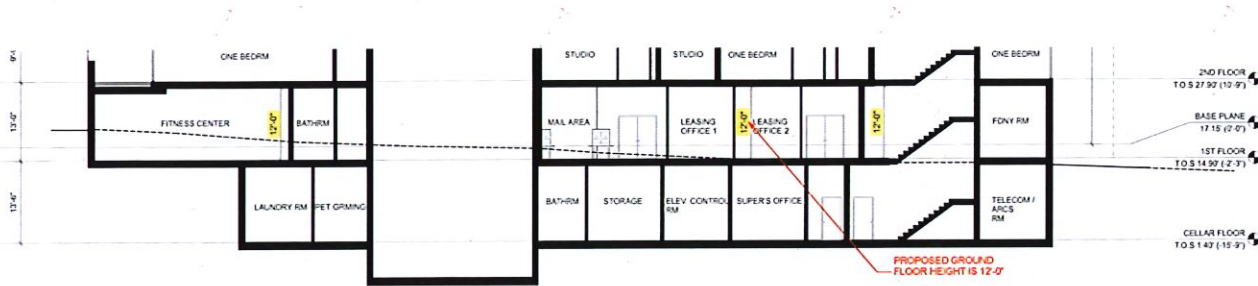 ONE BEDRM
STUDIO
STUDIO
ONE BEDRM
ONE BEDRM
2ND FLOOR
T.O.S 27.90' (10'-9")
FITNESS CENTER
12'-0"
BATHRM
MAIL AREA
LEASING
OFFICE 1
12'-0"
LEASING
OFFICE 2
12'-0"
FDNY RM
BASE PLANE
17.15' (0'-0")
1ST FLOOR
T.O.S 14.90' (-2'-3")
13'-0"
LAUNDRY RM
PET GRMING
BATHRM
STORAGE
ELEV. CONTROL
RM
SUPER'S OFFICE
TELECOM /
ARCS
RM
13'-6"
CELLAR FLOOR
T.O.S 1.40' (-15'-9")
PROPOSED GROUND
FLOOR HEIGHT IS 12'-0"